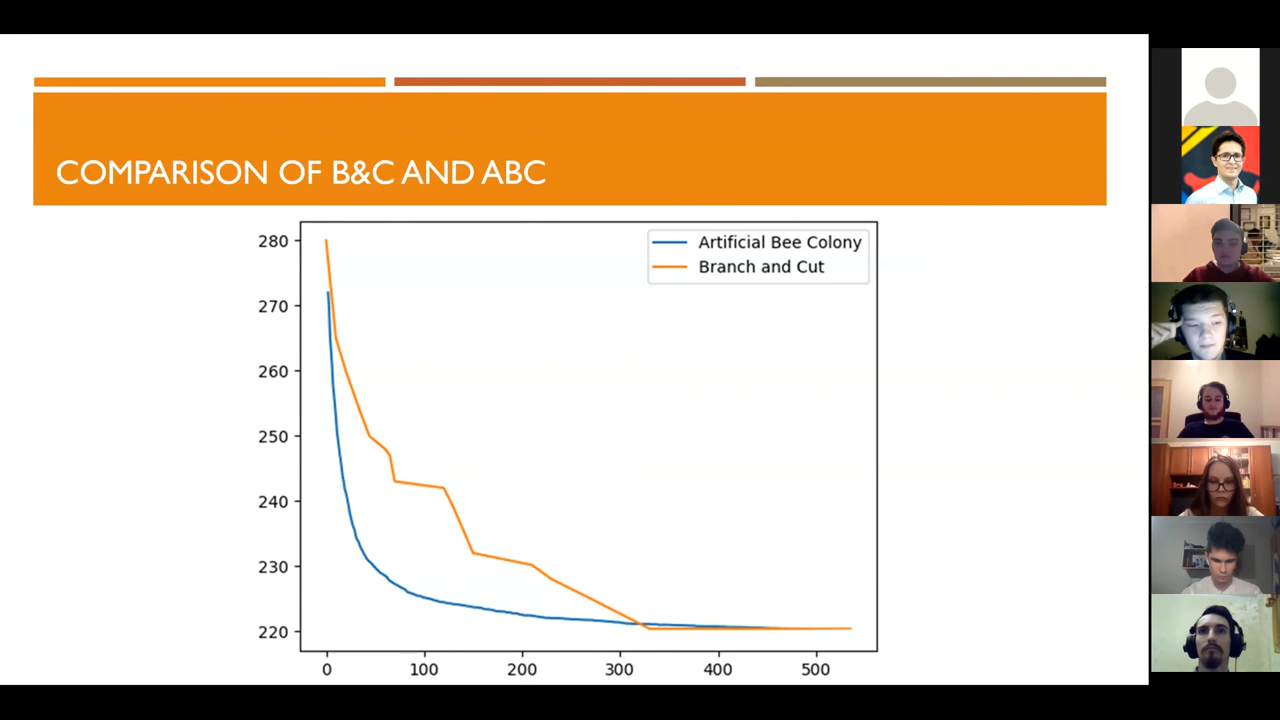 COMPARISON OF B&C AND ABC
Artificial Bee Colony
Branch and Cut
280
270
260
250
240
230
220
0 100 200 300 400 500